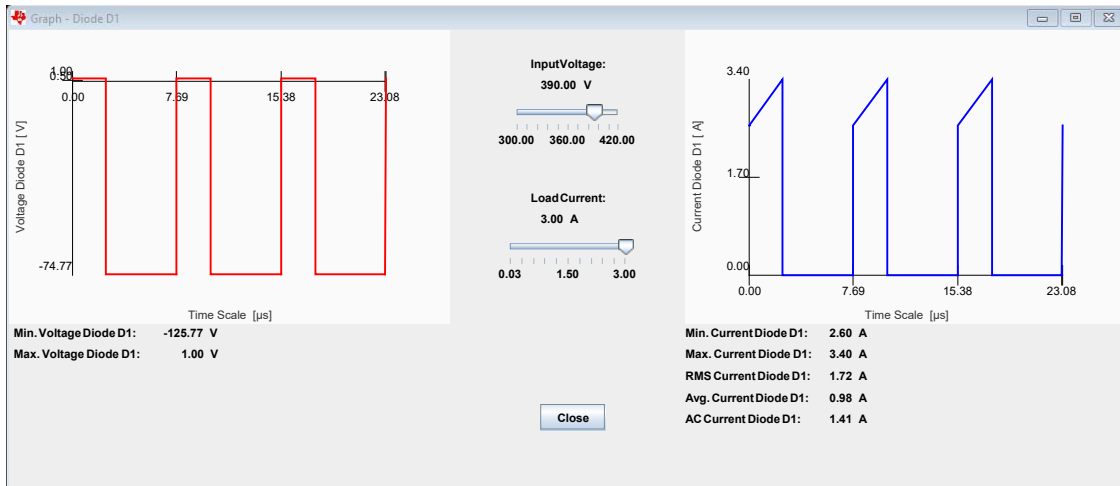 Graph - Diode D1
1.00
0.50
0.00 7.69 15.38 23.08
Voltage Diode D1 [ V]
-74.77
Time Scale [µs]
Min. Voltage Diode D1: -125.77 V
Max. Voltage Diode D1: 1.00 V
Input Voltage:
390.00 V
300.00 360.00 420.00
Load Current:
3.00 A
0.03 1.50 3.00
Close
3.40
1.70
0.00
Current Diode D1 [ A]
0.00 7.69 15.38 23.08
Time Scale [µs]
Min. Current Diode D1: 2.60 A
Max. Current Diode D1: 3.40 A
RMS Current Diode D1: 1.72 A
Avg. Current Diode D1: 0.98 A
AC Current Diode D1: 1.41 A